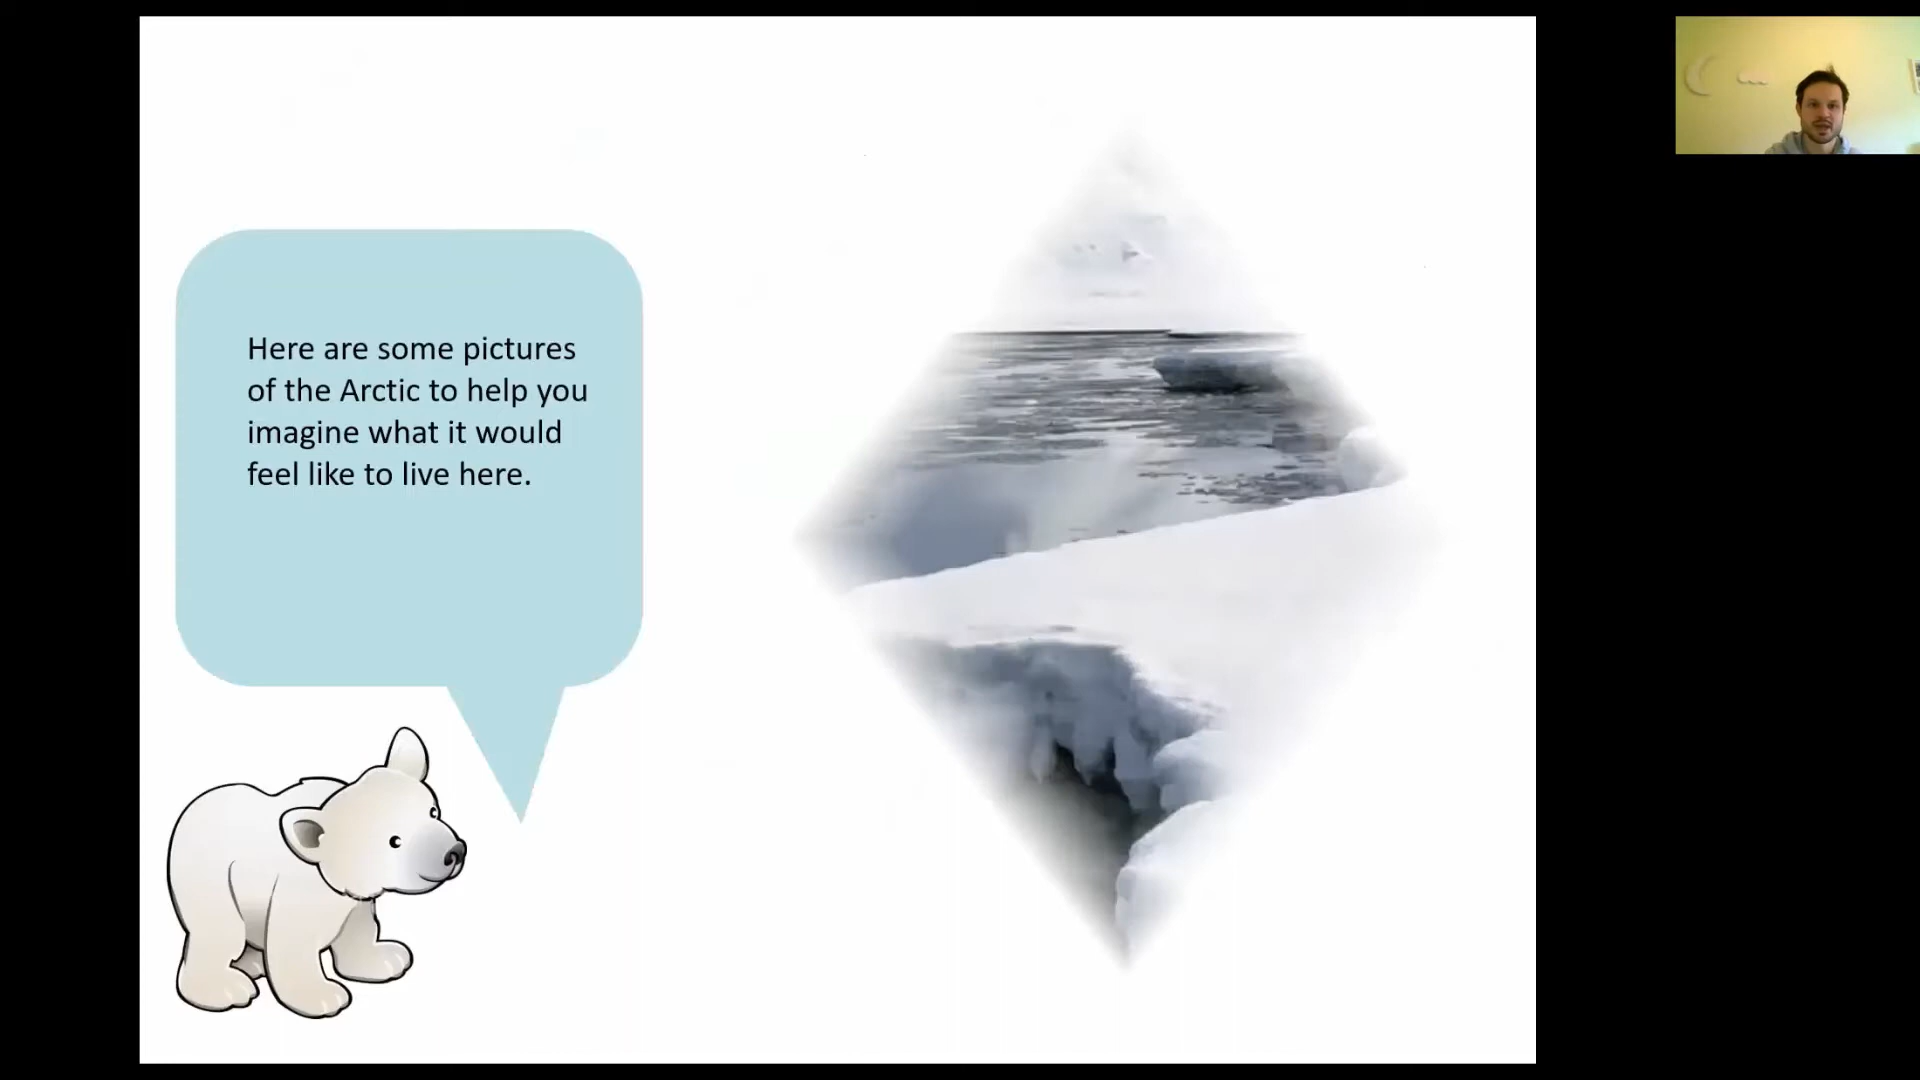 Here are some pictures
of the Arctic to help you
imagine what it would
feel like to live here.